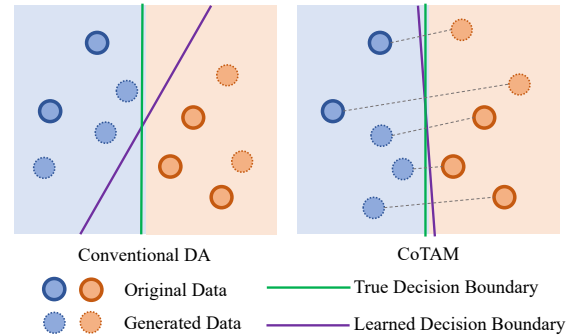 Conventional DA
CoTAM
Original Data
True Decision Boundary
Generated Data
Learned Decision Boundary